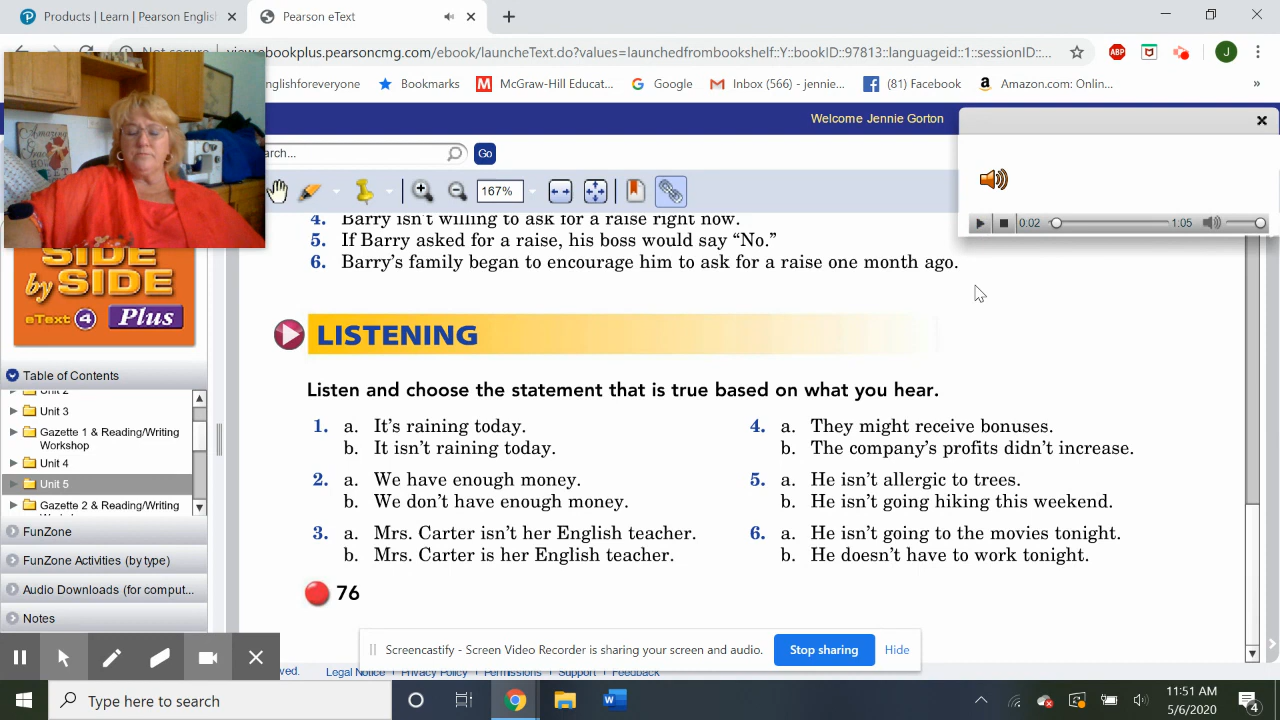 Products | Learn | Pearson Englis
Pearson eText
Not secure
view.ebookplus.pearsoncmg.com/ebook/launcheText.do?values=launchedfrombookshelf::Y::bookID::97813::languageid::1::sessionID::...
ABP
J
nglishforeveryone
Bookmarks
McGraw-Hill Educat...
Google
Inbox (566) - jennie...
(81) Facebook
Amazon.com: Onlin...
»
Welcome Jennie Gorton
arch...
Go
167%
0:02
1:05
4. Barry isn't willing to ask for a raise right now.
5. If Barry asked for a raise, his boss would say “No.”
6. Barry's family began to encourage him to ask for a raise one month ago.
SIDE
by SIDE
eText 4 Plus
LISTENING
Listen and choose the statement that is true based on what you hear.
1. a. It's raining today.
b. It isn't raining today.
2. a. We have enough money.
b. We don't have enough money.
3. a. Mrs. Carter isn't her English teacher.
b. Mrs. Carter is her English teacher.
4. a. They might receive bonuses.
b. The company's profits didn't increase.
5. a. He isn't allergic to trees.
b. He isn't going hiking this weekend.
6. a. He isn't going to the movies tonight.
b. He doesn't have to work tonight.
76
Table of Contents
Unit 2
Unit 3
Gazette 1 & Reading/Writing
Workshop
Unit 4
Unit 5
Gazette 2 & Reading/Writing
FunZone
FunZone Activities (by type)
Audio Downloads (for comput...
Notes
Screencastify - Screen Video Recorder is sharing your screen and audio.
Stop sharing
Hide
ved.
Legal Notice
Privacy Policy
Permissions
Support
Feedback
Type here to search
11:51 AM
5/6/2020
4